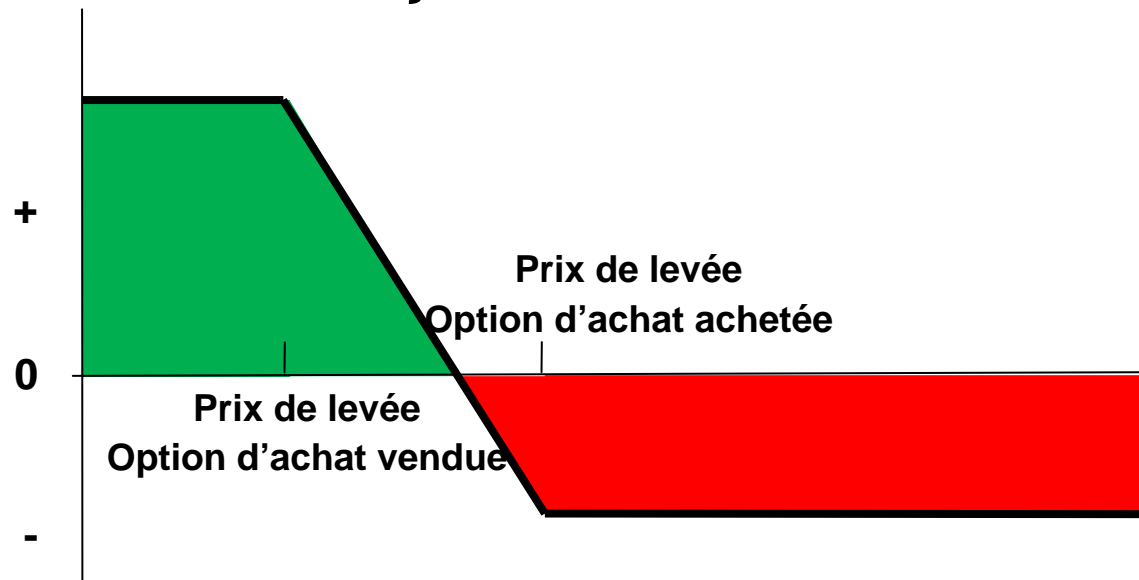 +
Prix de levée
Option d’achat achetée
0
Prix de levée
Option d’achat vendue
-